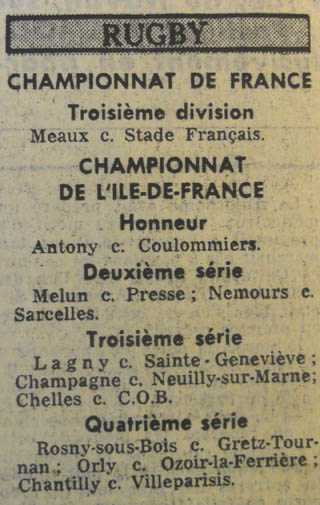 RUGBY
CHAMPIONNAT DE FRANCE
Troisième division
Meaux c. Stade Français.
CHAMPIONNAT
DE L'ILE-DE-FRANCE
Honneur
Antony c. Coulommiers.
Deuxième série
Melun c. Presse ; Nemours c.
Sarcelles.
Troisième série
Lagny c. Sainte-Geneviève ;
Champagne c. Neuilly-sur-Marne;
Chelles c. C.O.B.
Quatrième série
Rosny-sous-Bois c. Gretz-Tour-
nan.; Orly c. Ozoir-la-Ferrière ;
Chantilly c. Villeparisis.